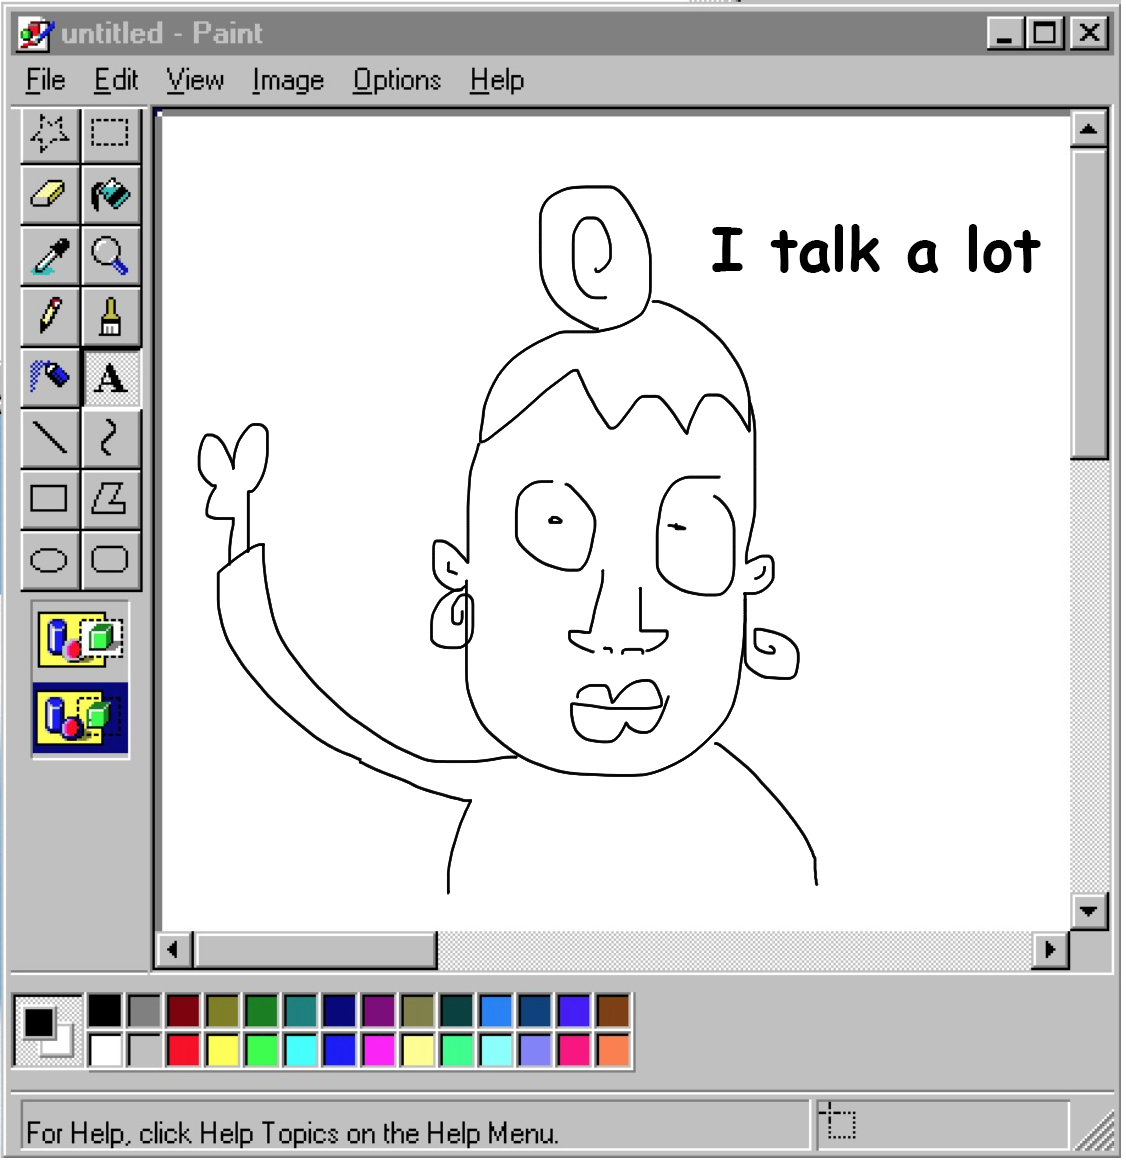 untitled - Paint
File Edit View Image Options Help
I talk a lot
A
For Help, click Help Topics on the Help Menu.